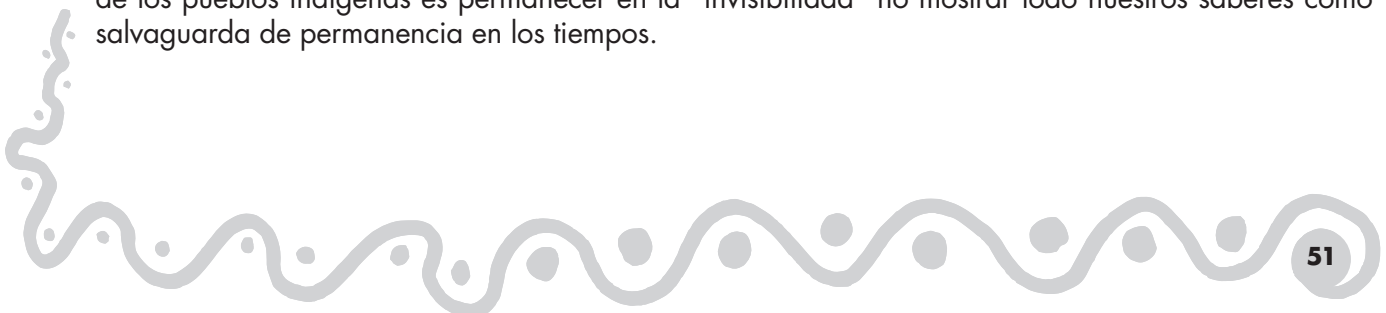 de los pueblos indígenas es permanecer en la “invisibilidad” no mostrar todo nuestros saberes como
salvaguarda de permanencia en los tiempos.
51